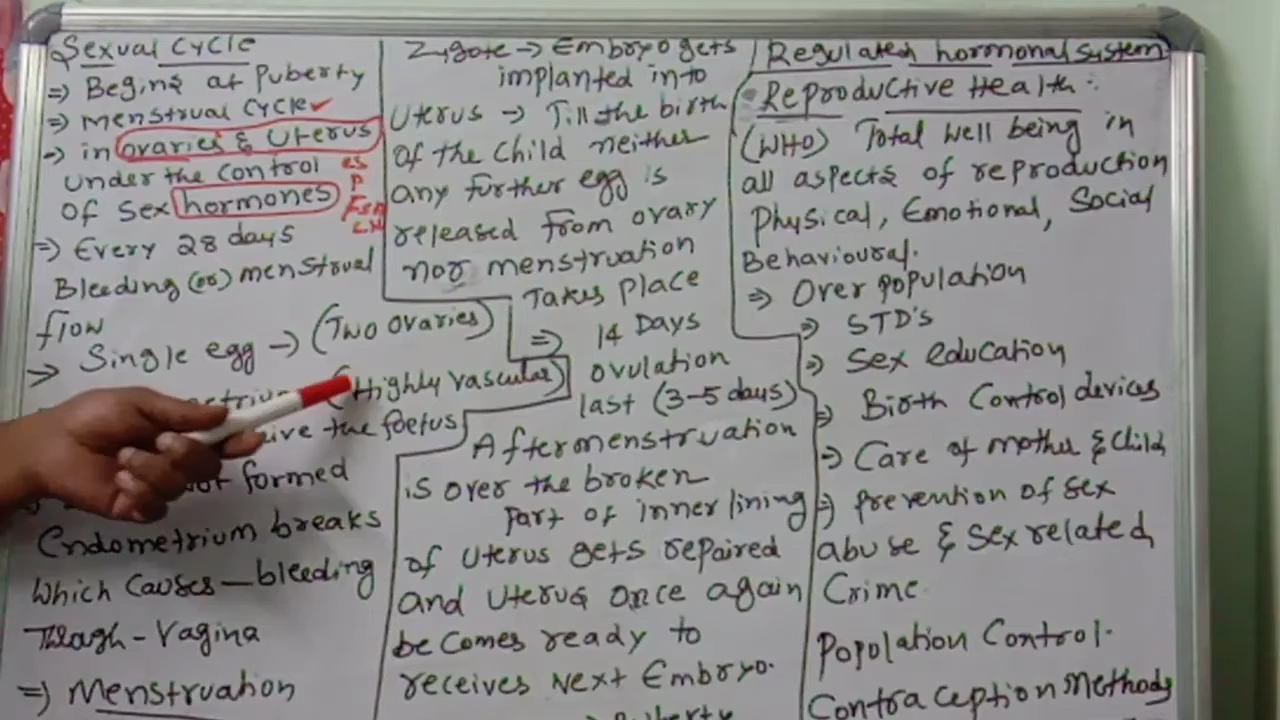 Sexual Cycle
⇒ Begins at Puberty
⇒ menstrual cycle ✓
→ in ovaries & Uterus
under the control es
P
of sex hormones FSH
LH
⇒ Every 28 days
Bleeding (or) menstrual
flow
→ Single egg → (Two ovaries)
(Highly vascular)
the foetus
formed
Endometrium breaks
which causes – bleeding
Through - Vagina
⇒ Menstruation
Zygote → Embryo gets
implanted in to
Uterus → Till the birth
of the child neither
any further egg is
released from ovary
nor menstruation
Takes Place
⇒ 14 Days
ovulation
last (3-5 days)
After menstruation
is over the broken
Part of inner lining
of Uterus gets repaired
and Uterus once again
becomes ready to
receives Next Embryo.
Regulated hormonal system
Reproductive Health :
(WHO) Total well being in
all aspects of reproduction
Physical, Emotional, Social
Behavioural.
⇒ Over population
⇒ STD's
⇒ Sex education
⇒ Birth Control devices
⇒ Care of mother & child
⇒ Prevention of sex
abuse & sex related
Crime.
Popolation Control.
Contraception Methods